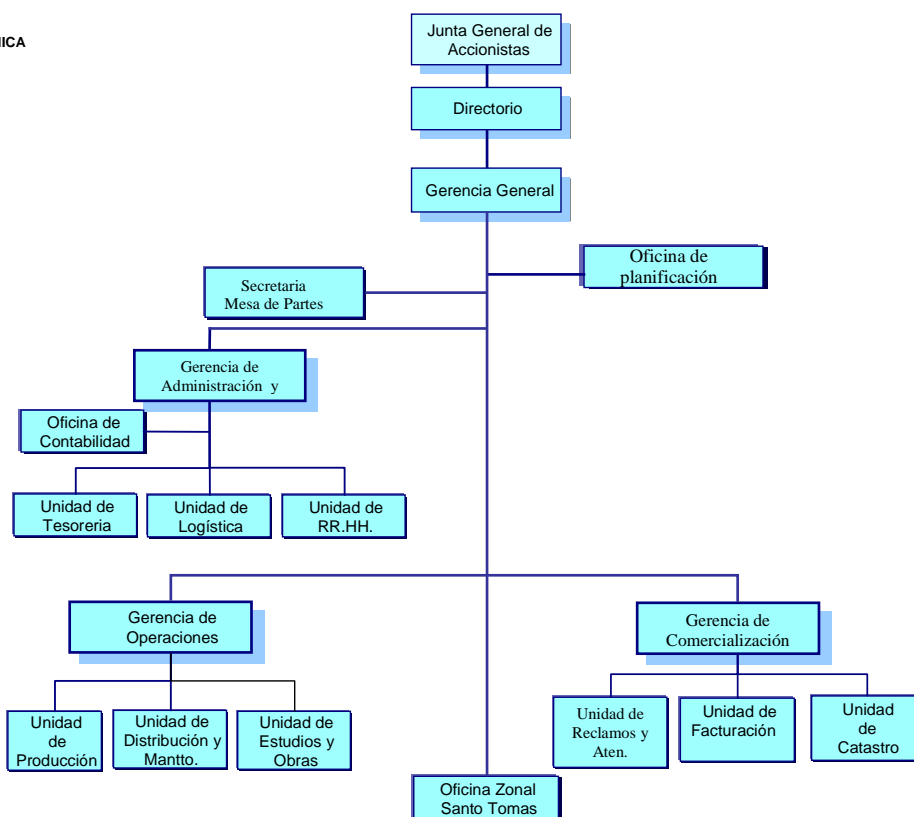 Junta General de
Accionistas
Directorio
Gerencia General
Oficina de
planificación
Secretaria
Mesa de Partes
Gerencia de
Administración y
Oficina de
Contabilidad
Unidad de
Tesoreria
Unidad de
Logística
Unidad de
RR.HH.
Gerencia de
Operaciones
Gerencia de
Comercialización
Unidad
de
Producción
Unidad de
Distribución y
Mantto.
Unidad de
Estudios y
Obras
Unidad de
Reclamos y
Aten.
Unidad de
Facturación
Unidad
de
Catastro
Oficina Zonal
Santo Tomas